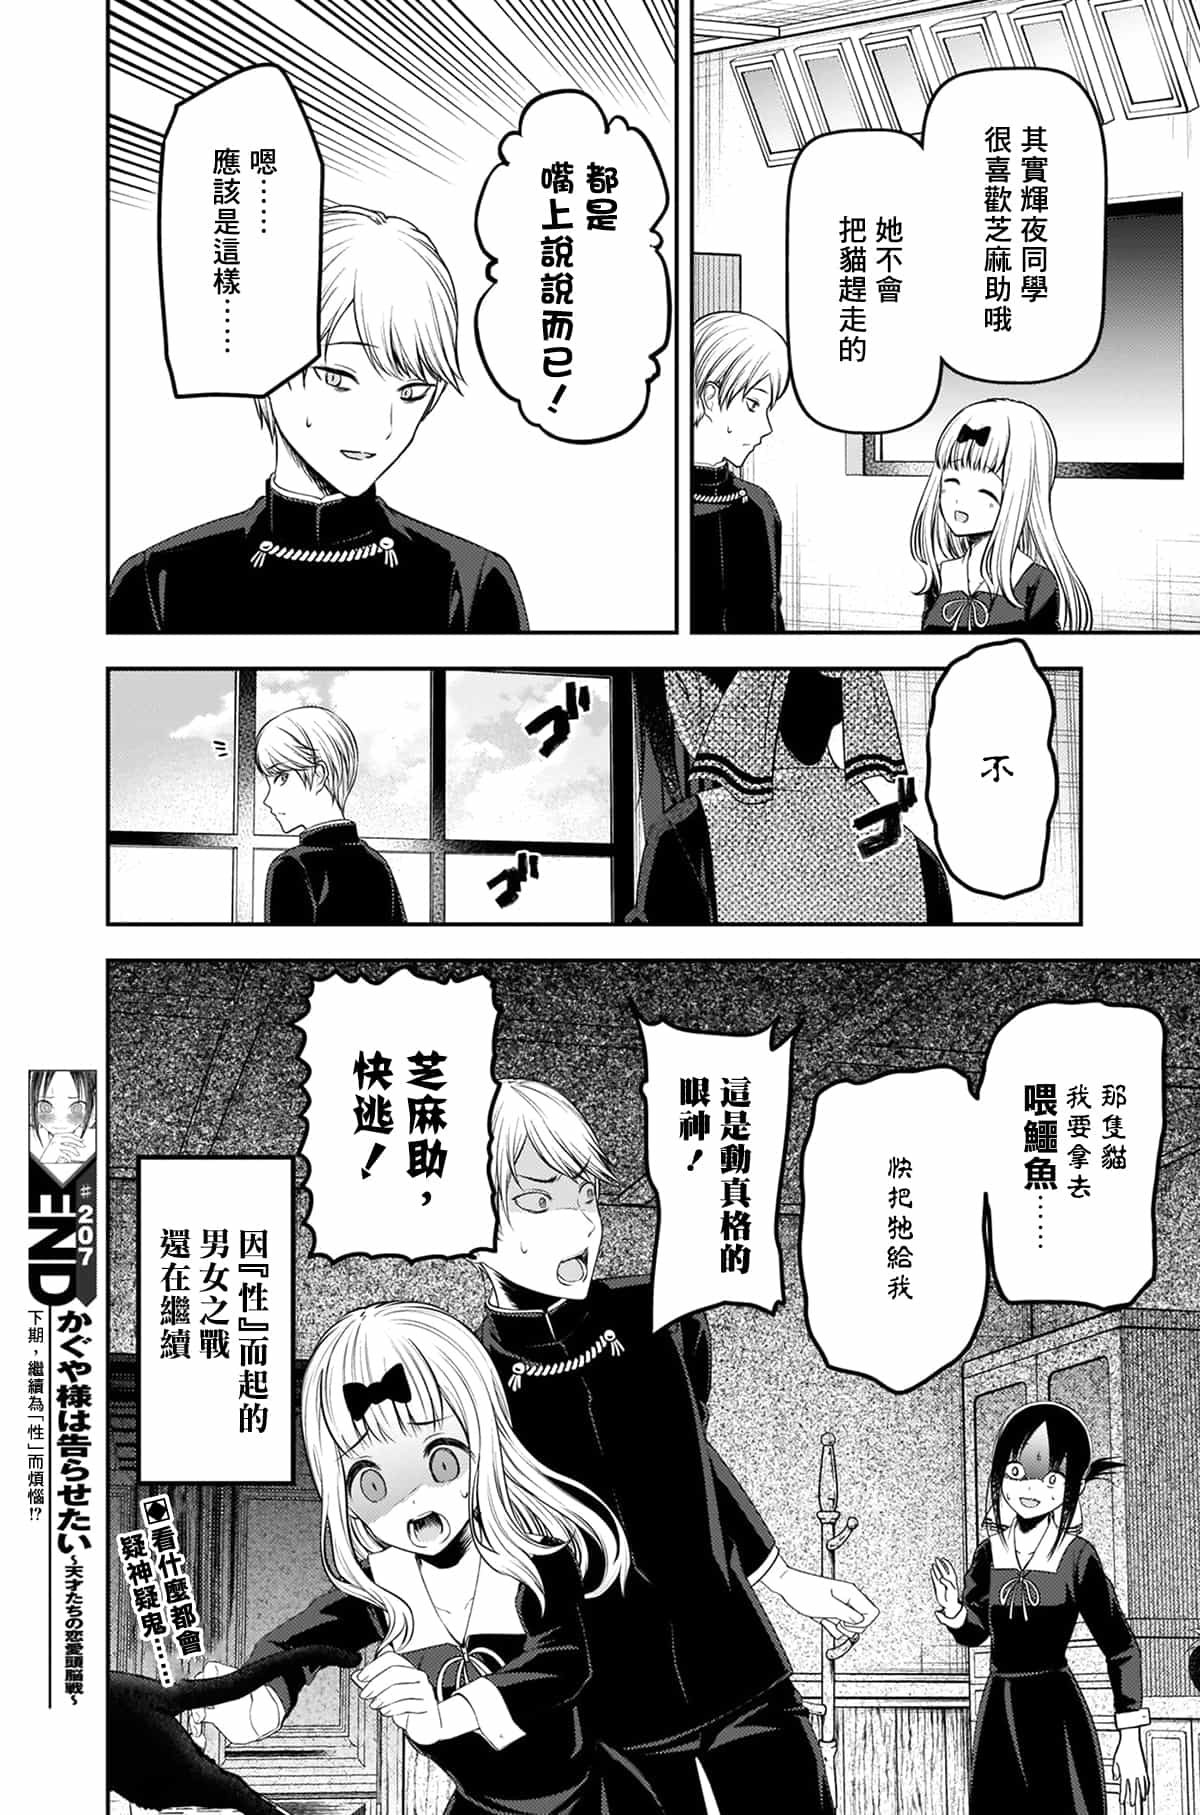 其實輝夜同學
很喜歡芝麻助哦
她不會
把貓趕走的
都是
嘴上說說而已！
嗯……
應該是這樣……
不
ゴゴ
ゴゴ
那隻貓
我要拿去
喂鱷魚……
快把牠給我
這是動真格的
眼神！
芝麻助，
快逃！
因『性』而起的
男女之戰
還在繼續
看什麼都會
疑神疑鬼……
#207
END
かぐや様は告らせたい
~天才たちの恋愛頭脳戦~
下期，繼續為「性」而煩惱!?